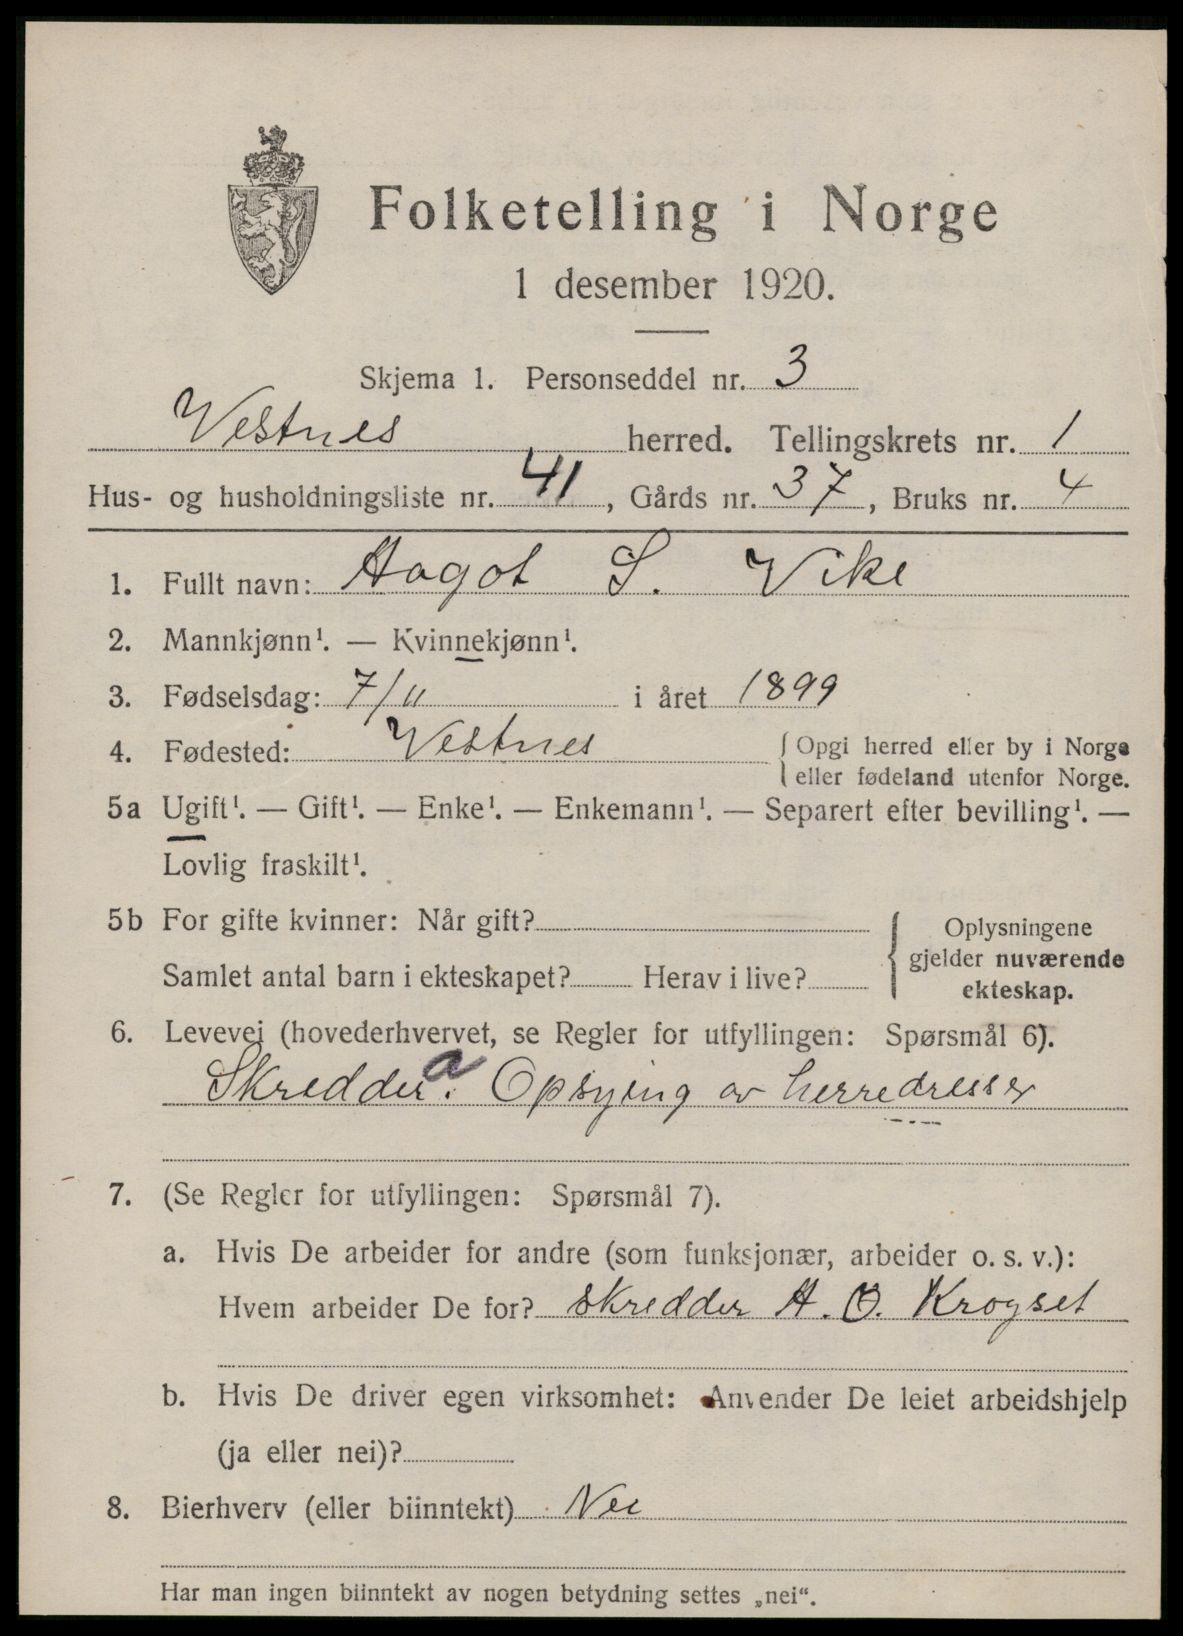 Folketelling i Norge
1 desember 1920.
Skjema 1. Personseddel nr. 3
Vestnes herred. Tellingskrets nr. 1
Hus- og husholdningsliste nr. 41, Gårds nr. 37, Bruks nr. 4
1. Fullt navn: Aagot S. Vike
2. Mannkjønn¹. — Kvinnekjønn¹.
3. Fødselsdag: 7/11 i året 1899
4. Fødested: Vestnes { Opgi herred eller by i Norge
eller fødeland utenfor Norge.
5a Ugift¹. — Gift¹. — Enke¹. — Enkemann¹. — Separert efter bevilling¹. —
Lovlig fraskilt¹.
5b For gifte kvinner: Når gift?
Samlet antal barn i ekteskapet? Herav i live?
Oplysningene
gjelder nuværende
ekteskap.
6. Levevei (hovederhvervet, se Regler for utfyllingen: Spørsmål 6).
a
Skredder. Opsying av herredresser
7. (Se Regler for utfyllingen: Spørsmål 7).
a. Hvis De arbeider for andre (som funksjonær, arbeider o. s. v.):
Hvem arbeider De for? skredder A. O. Krogset
b. Hvis De driver egen virksomhet: Anvender De leiet arbeidshjelp
(ja eller nei)?
8. Bierhverv (eller biinntekt) Nei
Har man ingen biinntekt av nogen betydning settes „nei“.